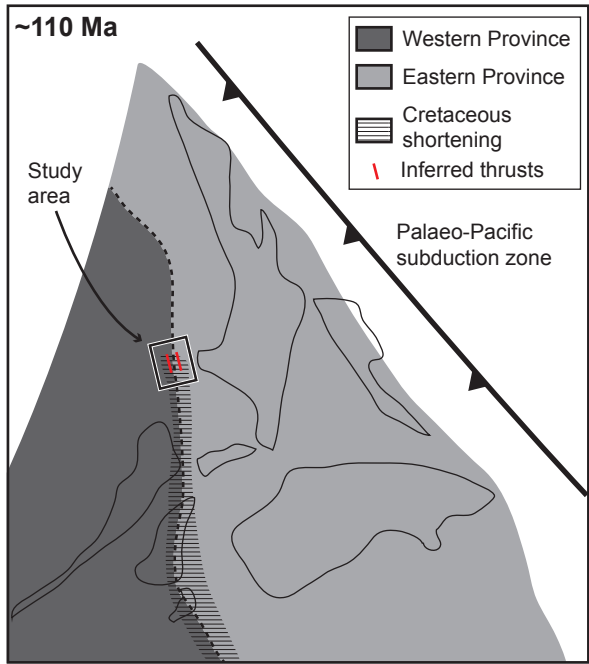 ~110 Ma
Western Province
Eastern Province
Cretaceous
shortening
Inferred thrusts
Study
area
Palaeo-Pacific
subduction zone